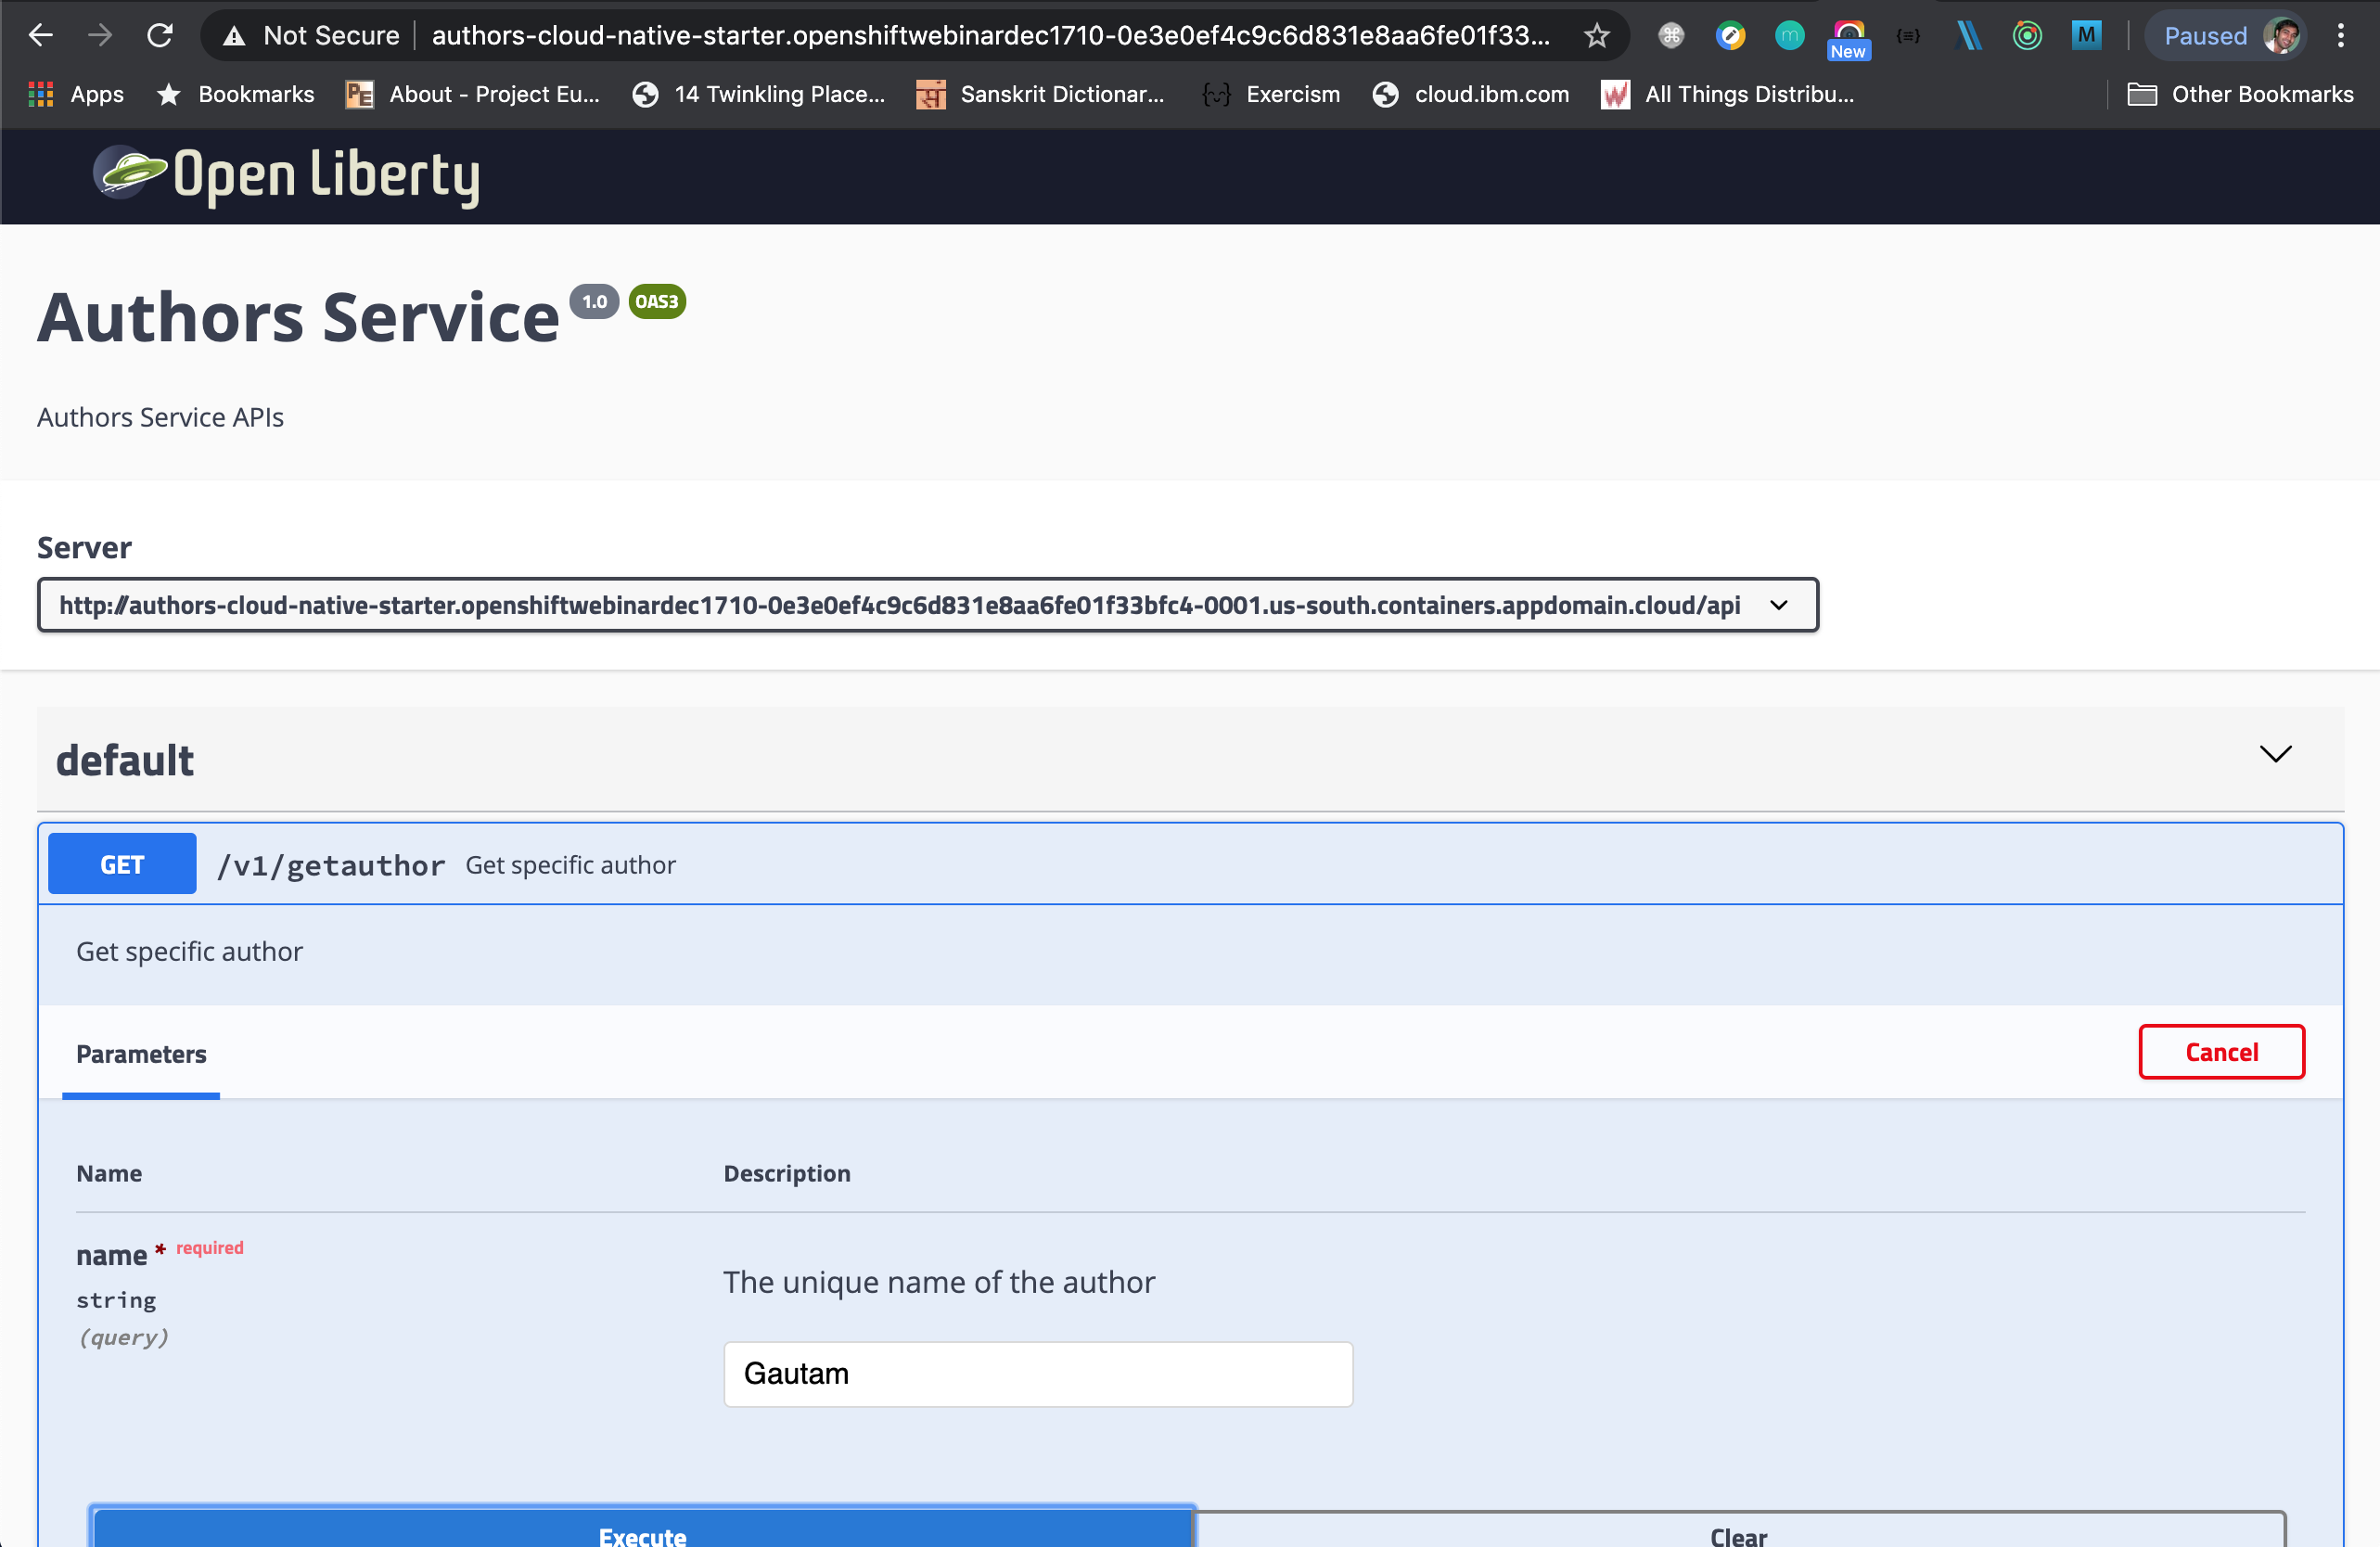 Not Secure authors-cloud-native-starter.openshiftwebinardec1710-0e3e0ef4c9c6d831e8aa6fe01f33... New {≡} M Paused
Apps Bookmarks PE About - Project Eu... 14 Twinkling Place... Sanskrit Dictionar... Exercism cloud.ibm.com W All Things Distribu... Other Bookmarks
Open Liberty
Authors Service 1.0 OAS3
Authors Service APIs
Server
http://authors-cloud-native-starter.openshiftwebinardec1710-0e3e0ef4c9c6d831e8aa6fe01f33bfc4-0001.us-south.containers.appdomain.cloud/api
default
GET /v1/getauthor Get specific author
Get specific author
Parameters Cancel
Name Description
name * required
The unique name of the author
string
(query)
Gautam
Execute Clear